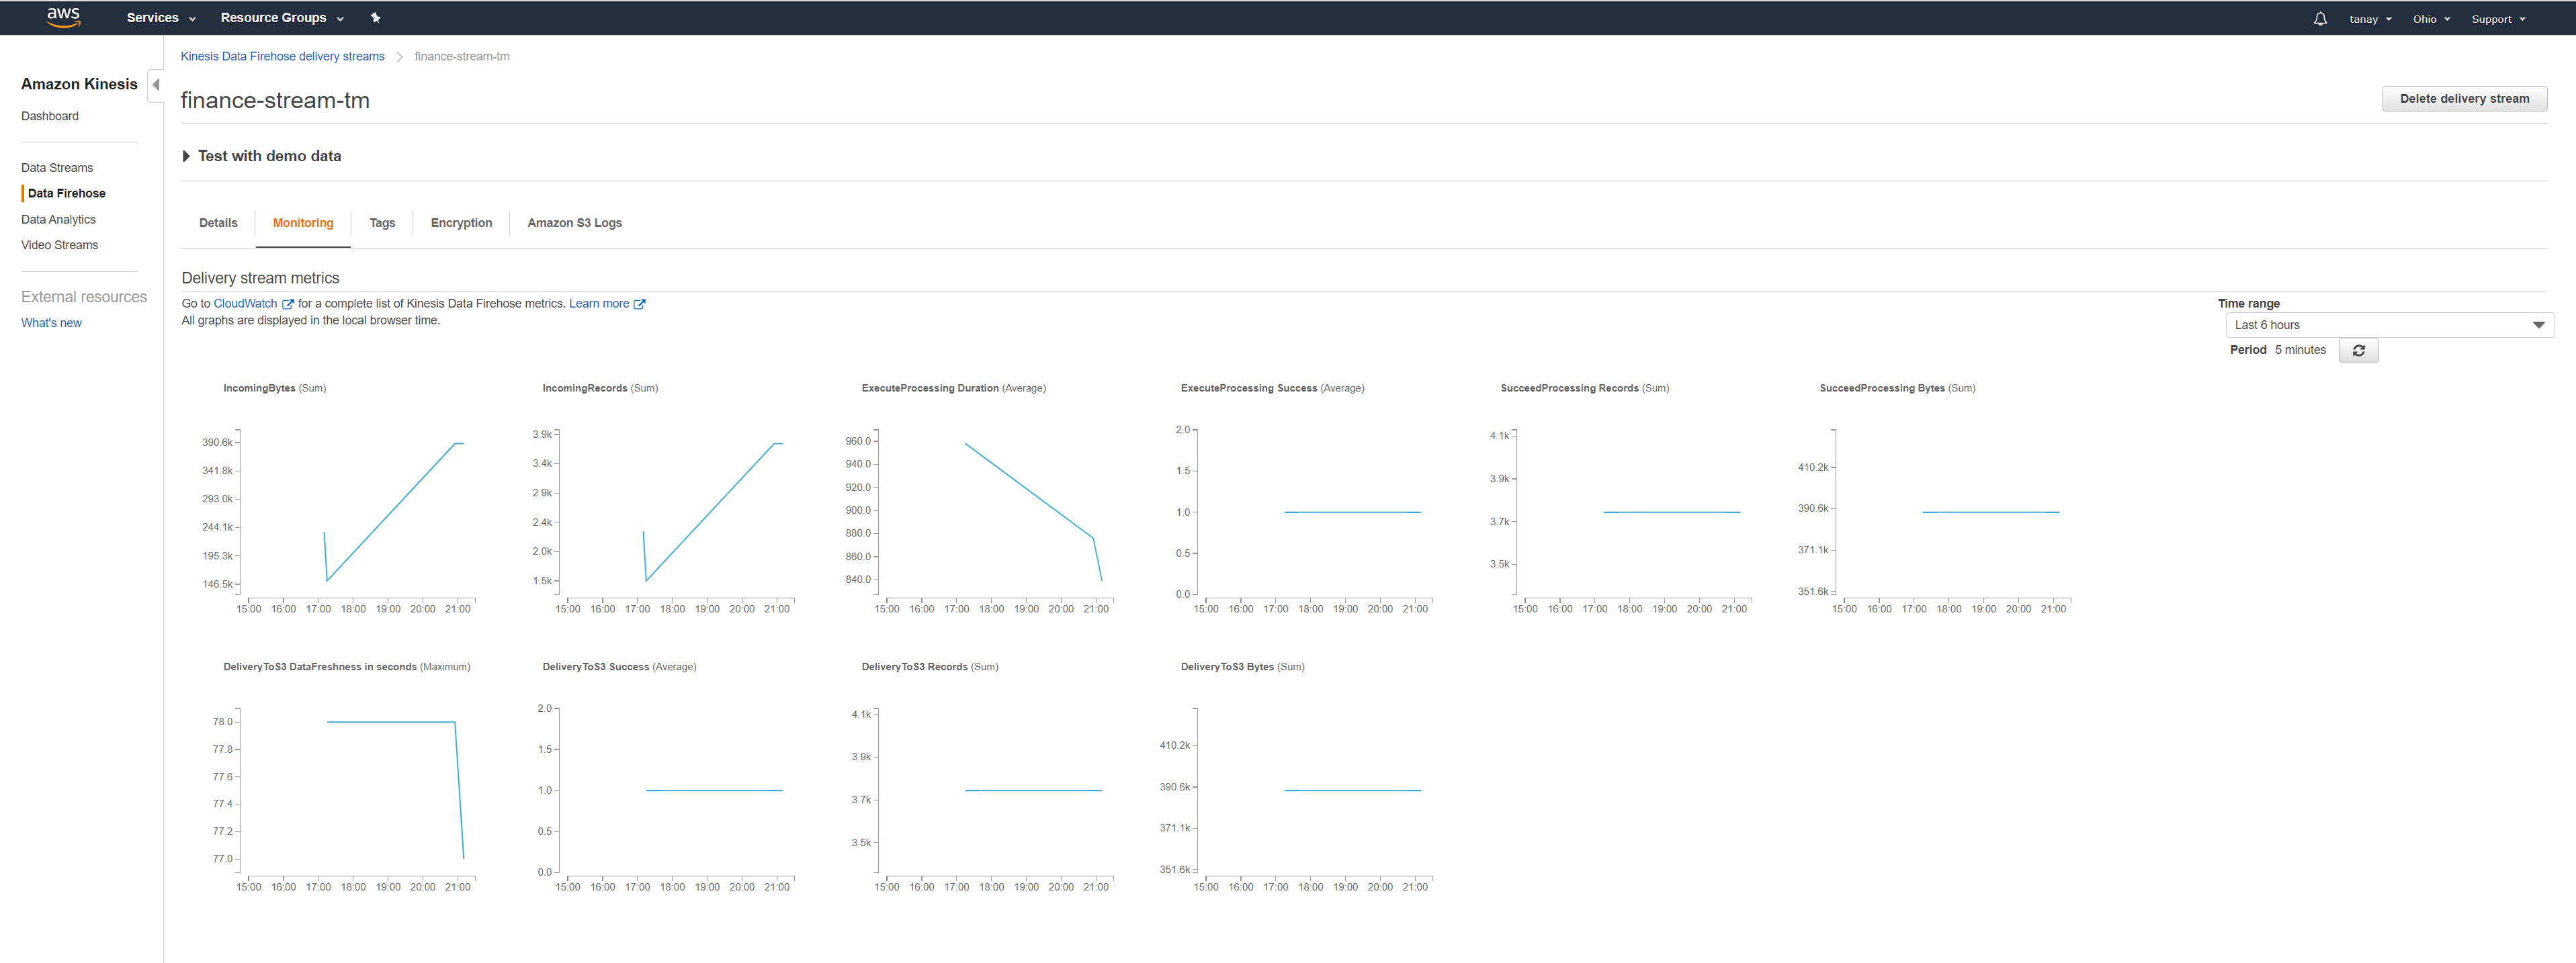 aws Services Resource Groups tanay Ohio Support
Amazon Kinesis
Dashboard
Data Streams
Data Firehose
Data Analytics
Video Streams
External resources
What's new
Kinesis Data Firehose delivery streams finance-stream-tm
finance-stream-tm
Delete delivery stream
Test with demo data
Details Monitoring Tags Encryption Amazon S3 Logs
Delivery stream metrics
Go to CloudWatch for a complete list of Kinesis Data Firehose metrics. Learn more
All graphs are displayed in the local browser time.
Time range
Last 6 hours
Period 5 minutes
IncomingBytes (Sum)
390.6k
341.8k
293.0k
244.1k
195.3k
146.5k
15:00 16:00 17:00 18:00 19:00 20:00 21:00
IncomingRecords (Sum)
3.9k
3.4k
2.9k
2.4k
2.0k
1.5k
15:00 16:00 17:00 18:00 19:00 20:00 21:00
ExecuteProcessing Duration (Average)
960.0
940.0
920.0
900.0
880.0
860.0
840.0
15:00 16:00 17:00 18:00 19:00 20:00 21:00
ExecuteProcessing Success (Average)
2.0
1.5
1.0
0.5
0.0
15:00 16:00 17:00 18:00 19:00 20:00 21:00
SucceedProcessing Records (Sum)
4.1k
3.9k
3.7k
3.5k
15:00 16:00 17:00 18:00 19:00 20:00 21:00
SucceedProcessing Bytes (Sum)
410.2k
390.6k
371.1k
351.6k
15:00 16:00 17:00 18:00 19:00 20:00 21:00
DeliveryToS3 DataFreshness in seconds (Maximum)
78.0
77.8
77.6
77.4
77.2
77.0
15:00 16:00 17:00 18:00 19:00 20:00 21:00
DeliveryToS3 Success (Average)
2.0
1.5
1.0
0.5
0.0
15:00 16:00 17:00 18:00 19:00 20:00 21:00
DeliveryToS3 Records (Sum)
4.1k
3.9k
3.7k
3.5k
15:00 16:00 17:00 18:00 19:00 20:00 21:00
DeliveryToS3 Bytes (Sum)
410.2k
390.6k
371.1k
351.6k
15:00 16:00 17:00 18:00 19:00 20:00 21:00